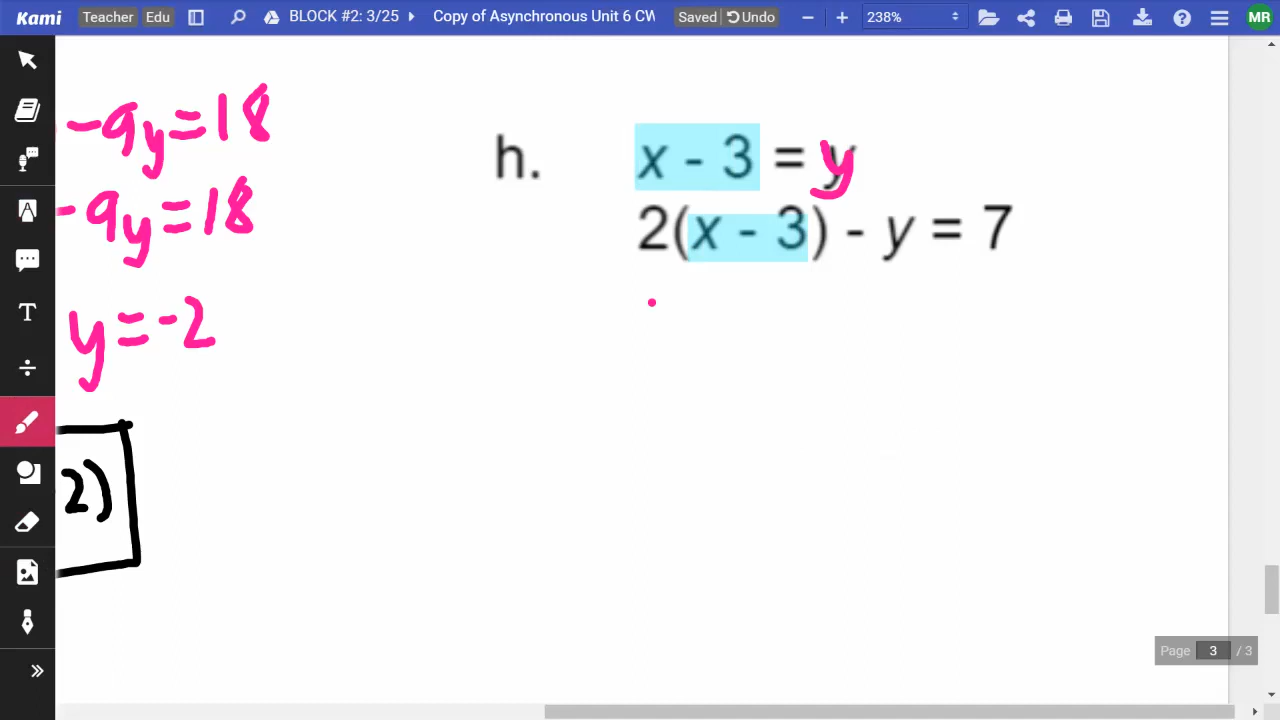 Kami Teacher Edu BLOCK #2: 3/25 Copy of Asynchronous Unit 6 CW Saved Undo 238% MR
-9y=18
-9y=18
y=-2
2)
h. x - 3 = y
2(x - 3) - y = 7
Page 3 / 3